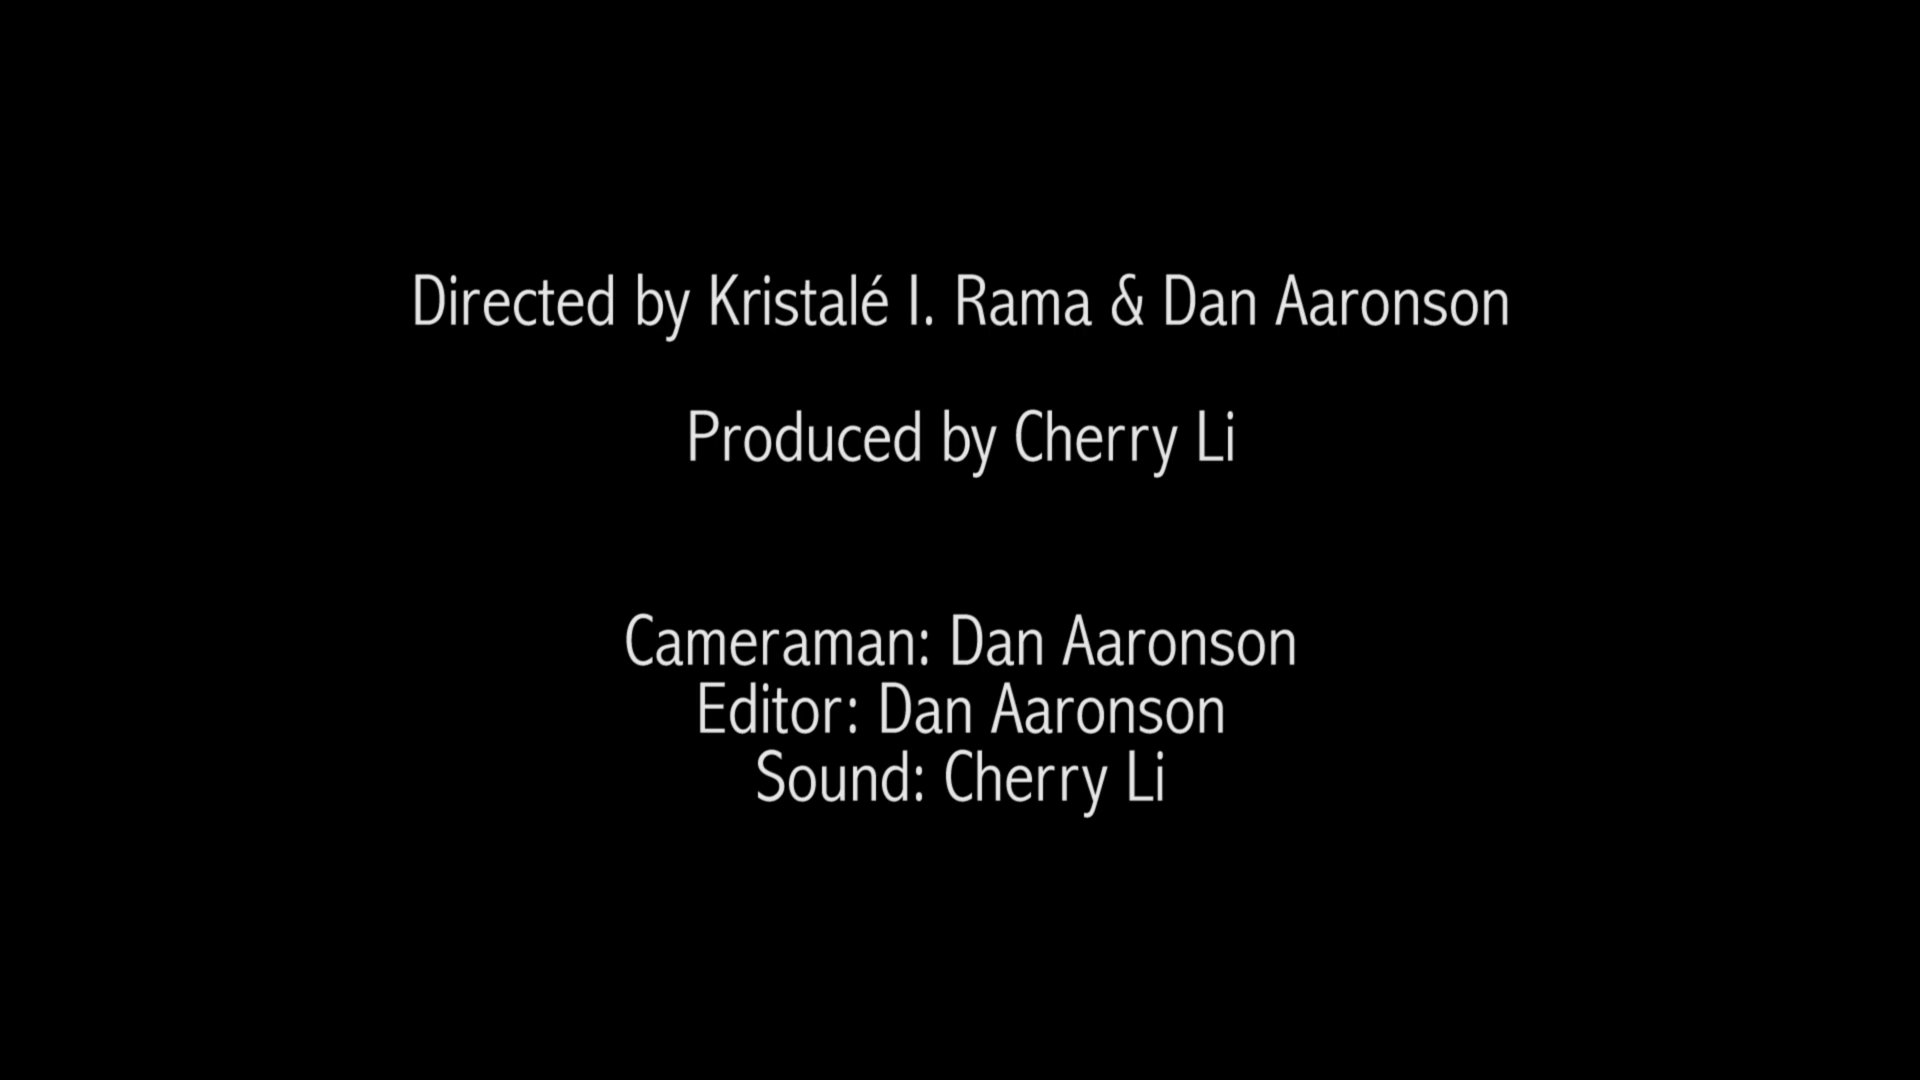 Directed by Kristalé I. Rama & Dan Aaronson
Produced by Cherry Li
Cameraman: Dan Aaronson
Editor: Dan Aaronson
Sound: Cherry Li